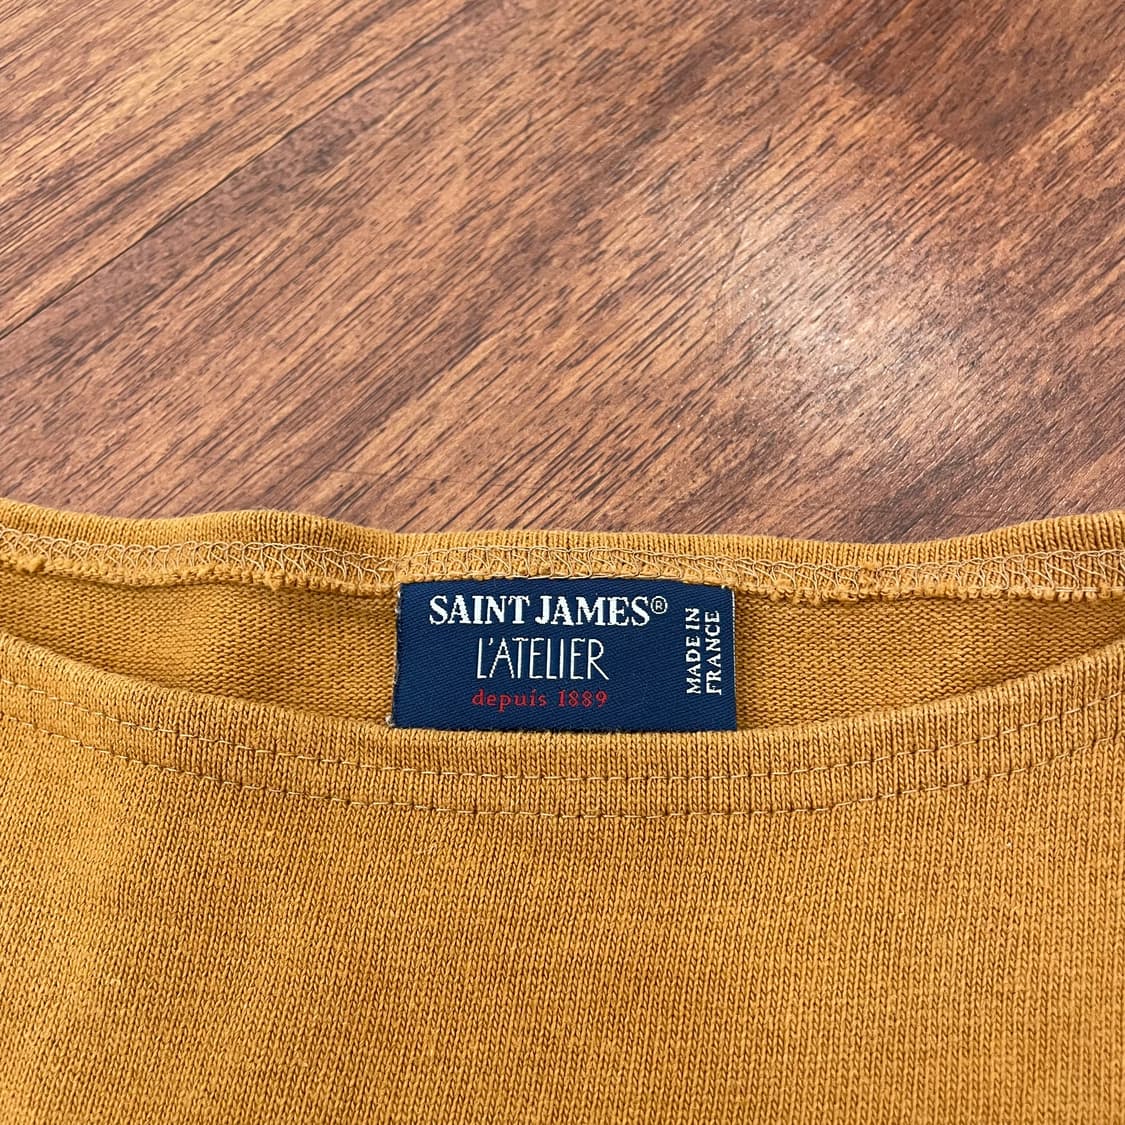 SAINT JAMES®
L'ATELIER
depuis 1889
MADE IN
FRANCE